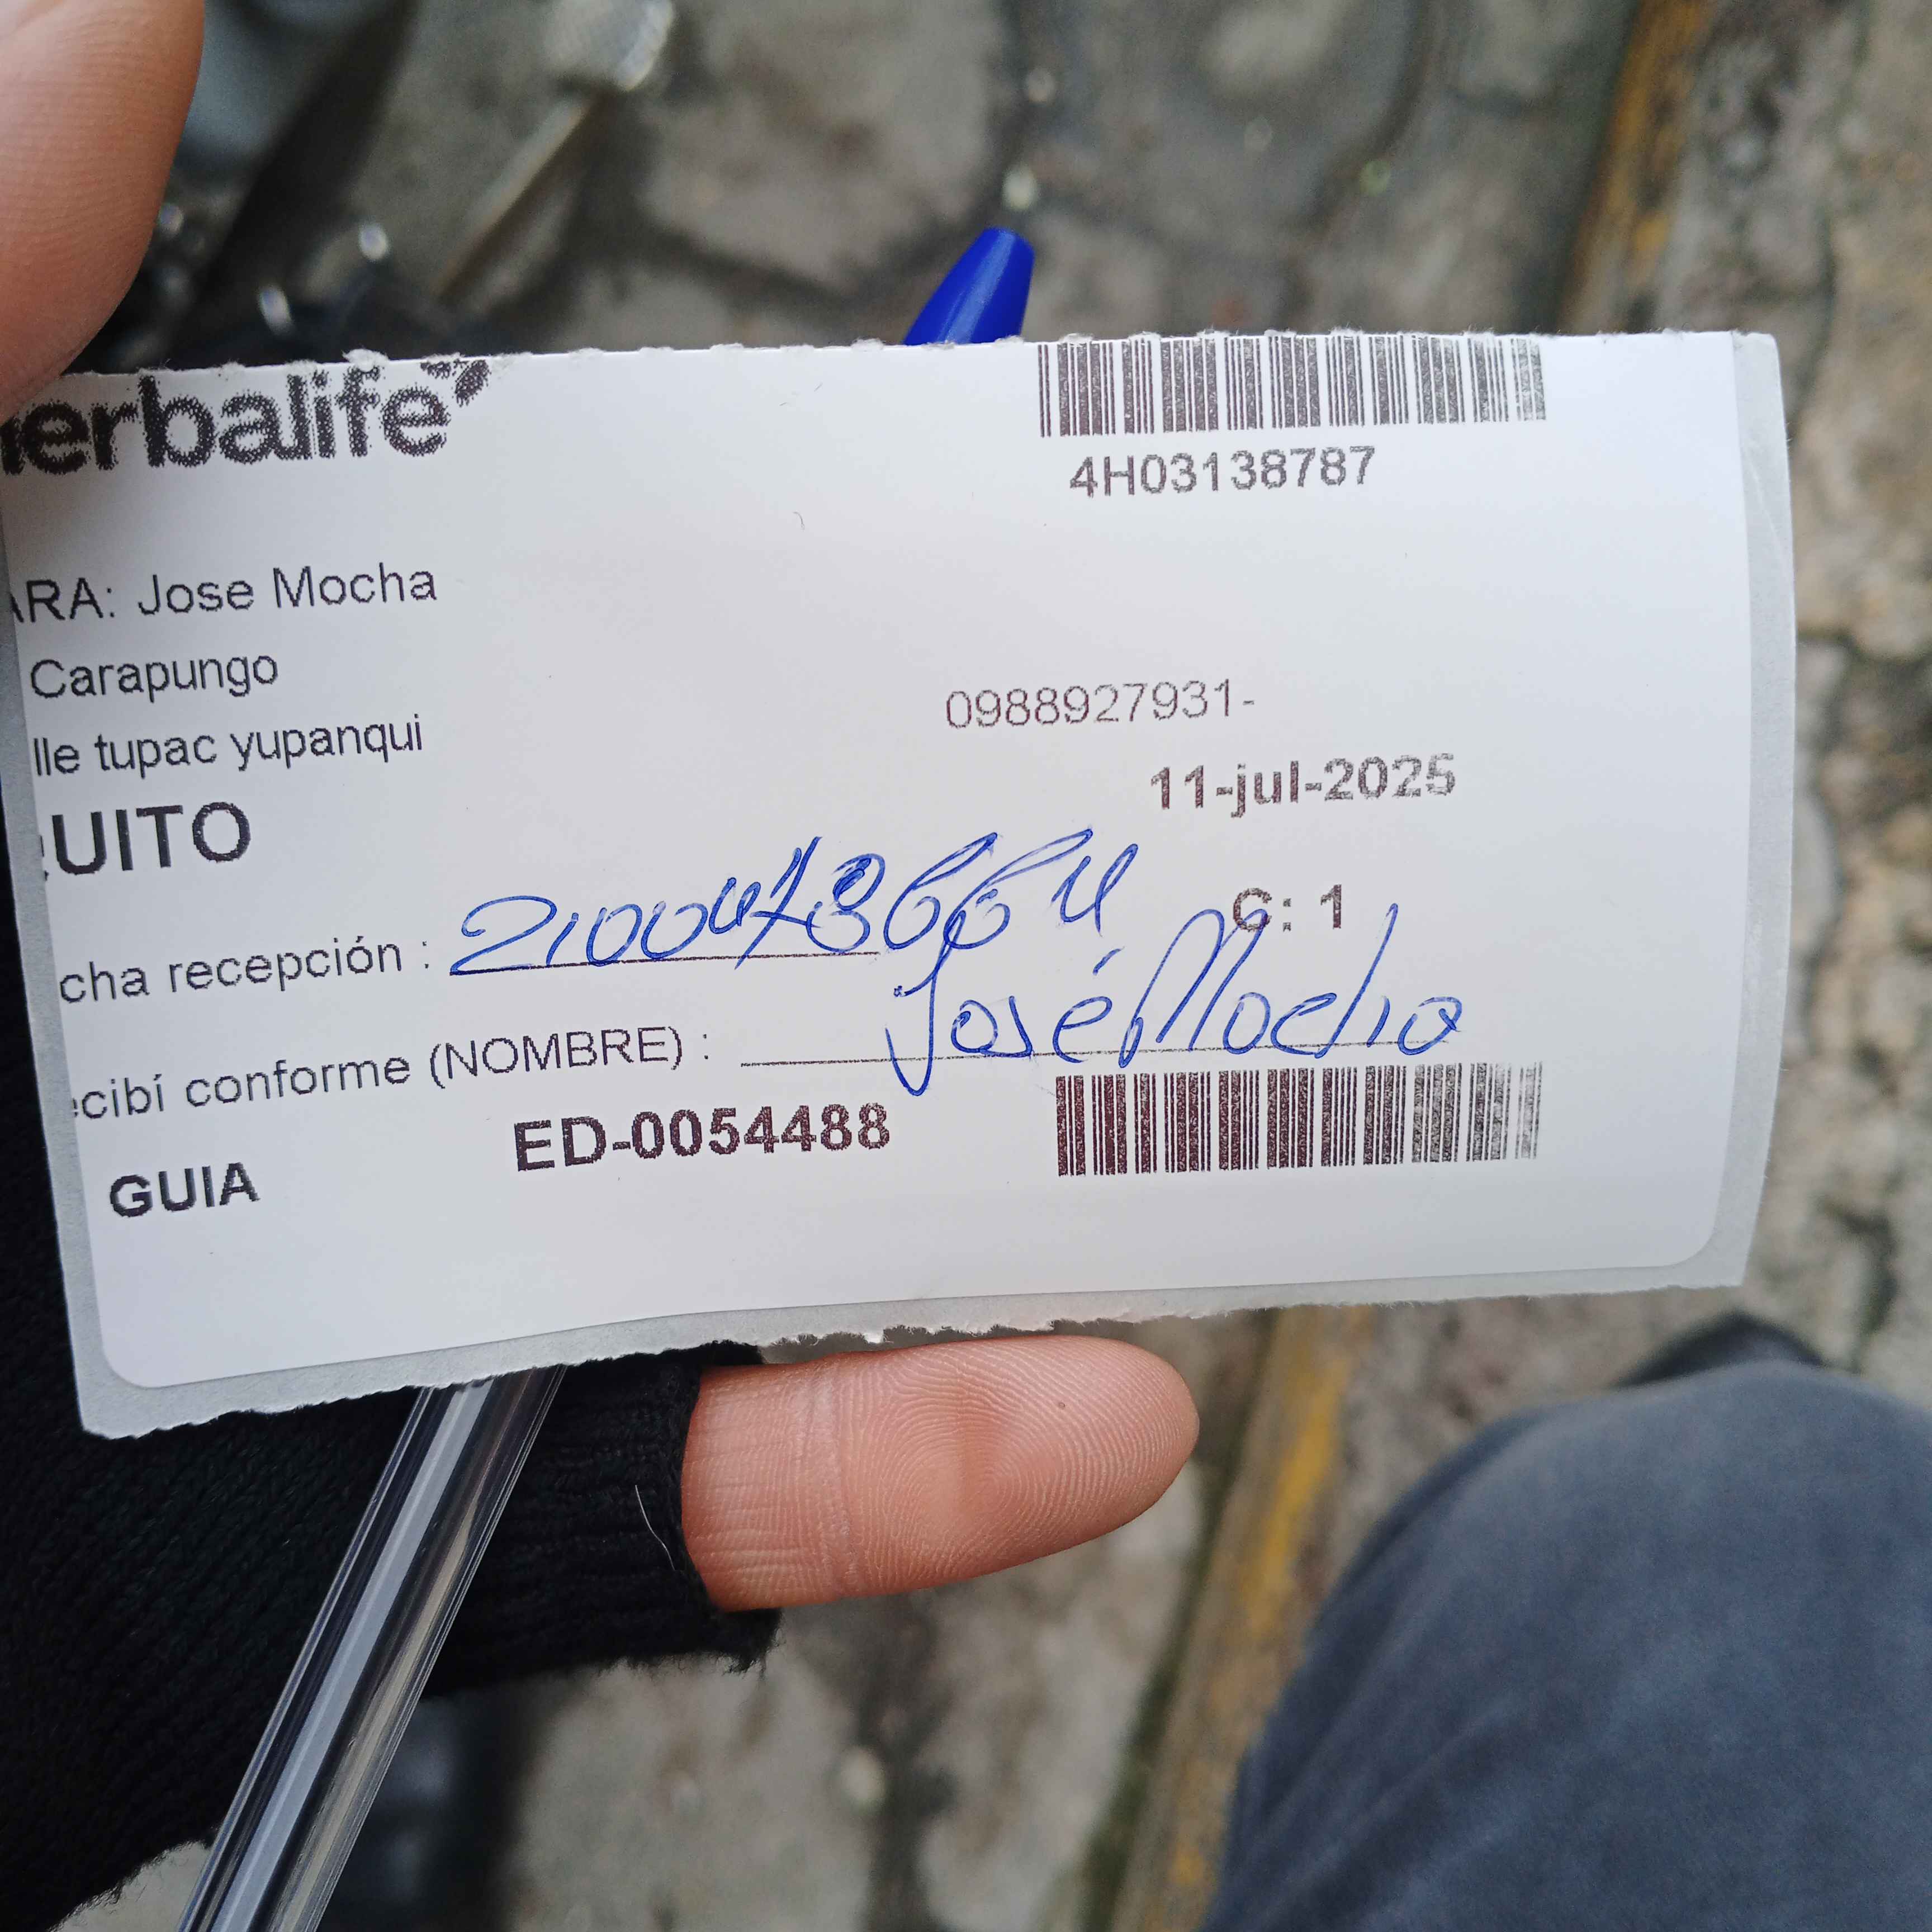 erbalife
4H03138787
ARA: Jose Mocha
Carapungo
0988927931-
lle tupac yupanqui
11-jul-2025
UITO
C: 1
cha recepción : 2100473664
ecibí conforme (NOMBRE) : José Mocha
GUIA ED-0054488